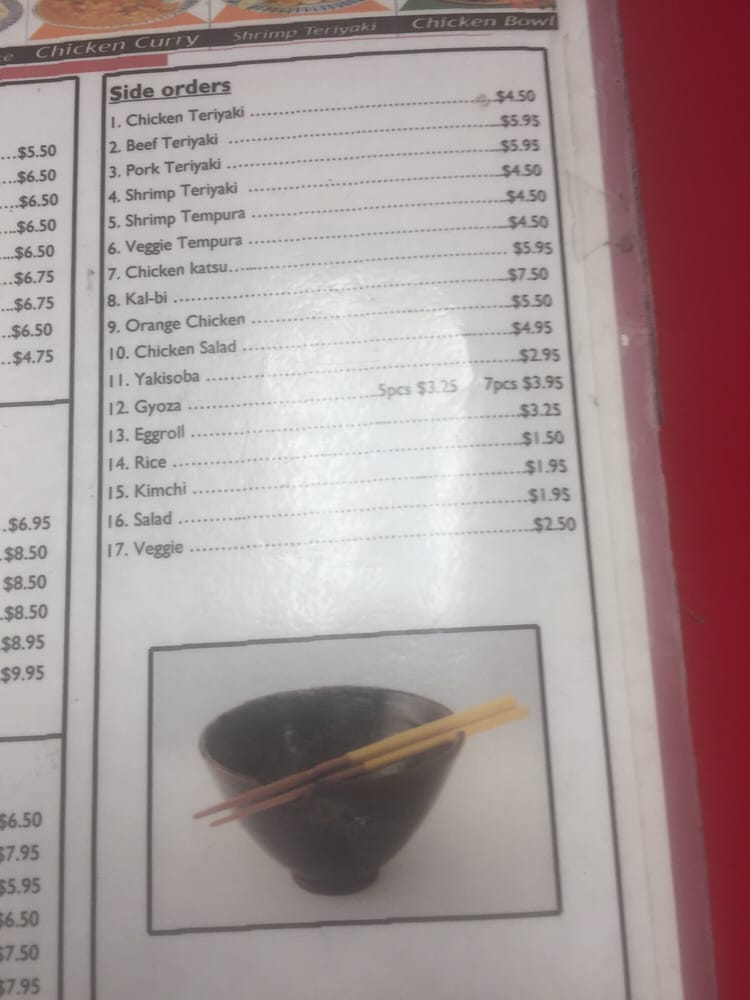 Chicken Curry
Shrimp Teriyaki
Chicken Bowl
...$5.50
...$6.50
...$6.50
...$6.50
...$6.50
...$6.75
...$6.75
...$6.50
...$4.75
.$6.95
.$8.50
$8.50
.$8.50
$8.95
$9.95
$6.50
$7.95
$5.95
$6.50
$7.50
$7.95
Side orders
1. Chicken Teriyaki ........ $4.50
2. Beef Teriyaki ........ $5.95
3. Pork Teriyaki ........ $5.95
4. Shrimp Teriyaki ........ $4.50
5. Shrimp Tempura ........ $4.50
6. Veggie Tempura ........ $4.50
7. Chicken katsu ........ $5.95
8. Kal-bi ........ $7.50
9. Orange Chicken ........ $5.50
10. Chicken Salad ........ $4.95
11. Yakisoba ........ $2.95
12. Gyoza ........ 5pcs $3.25 7pcs $3.95
13. Eggroll ........ $3.25
14. Rice ........ $1.50
15. Kimchi ........ $1.95
16. Salad ........ $1.95
17. Veggie ........ $2.50